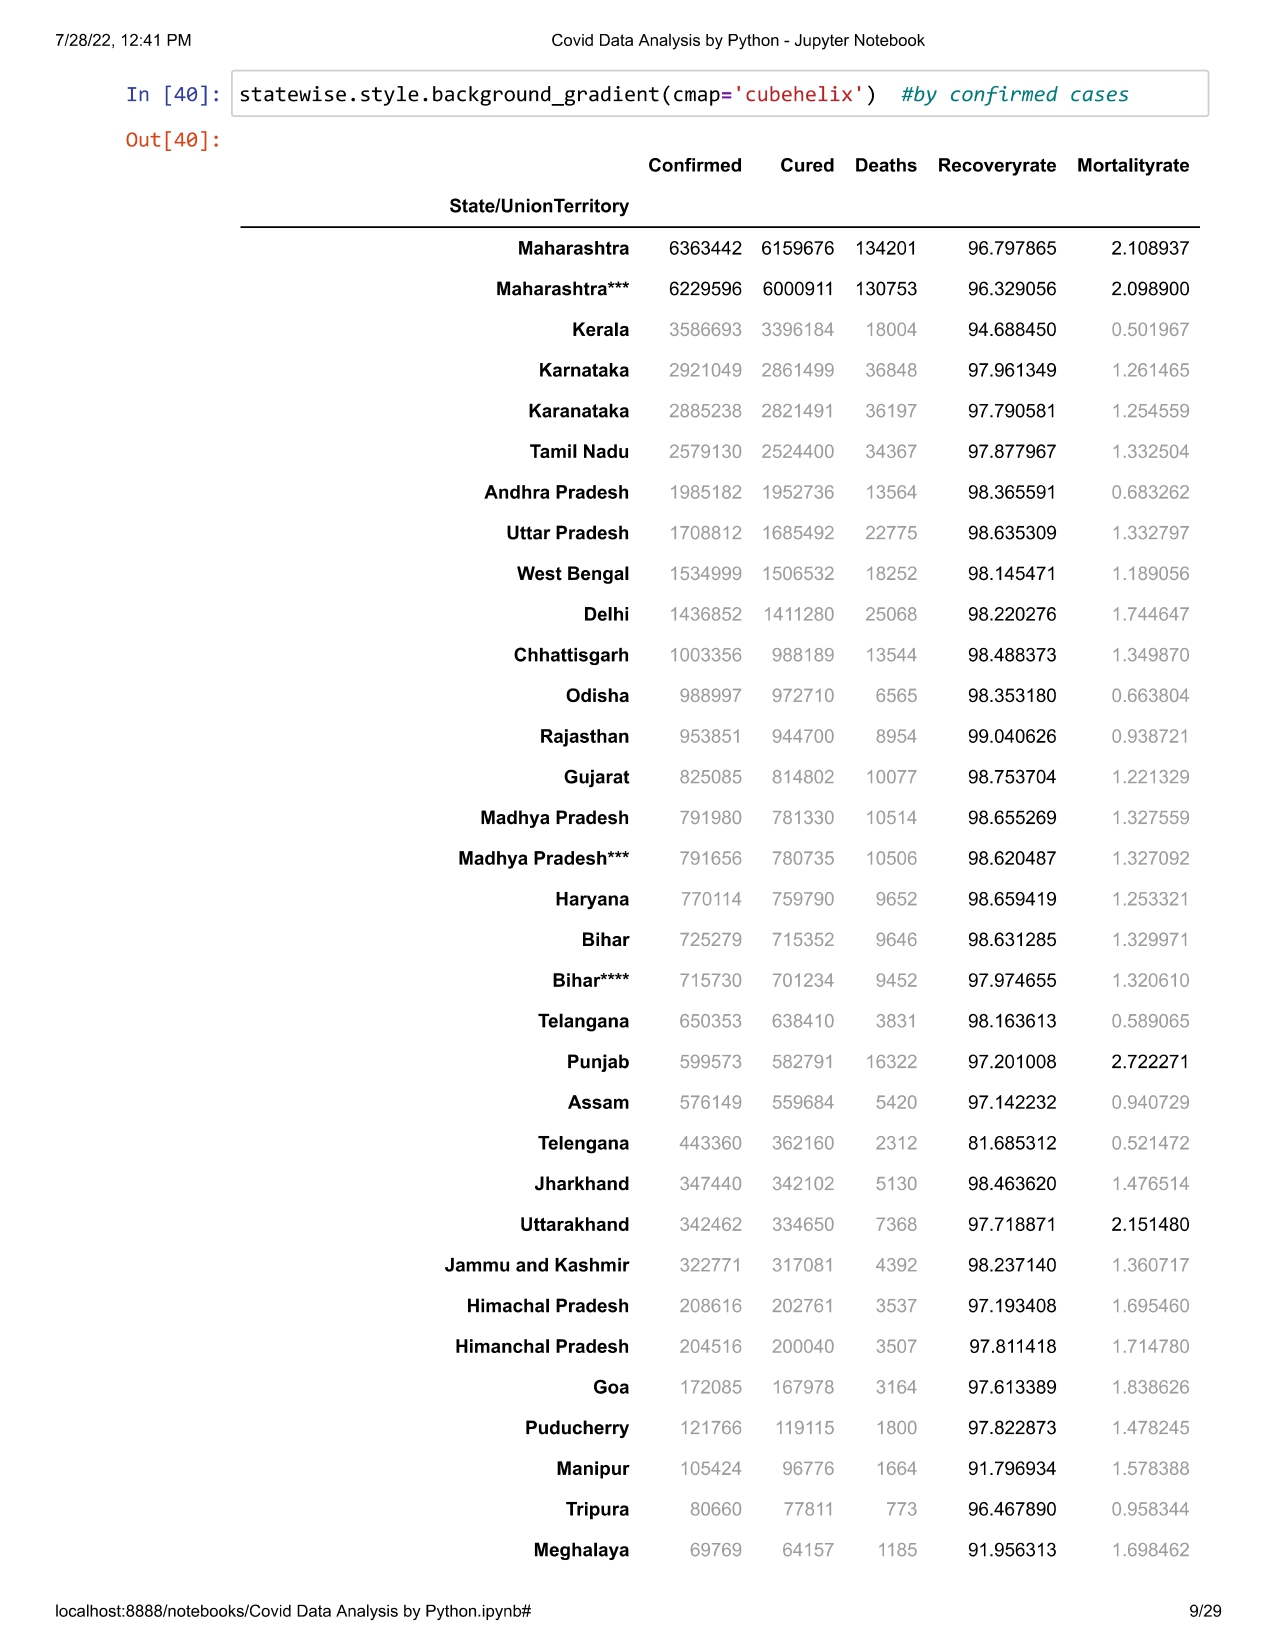 7/28/22, 12:41 PM Covid Data Analysis by Python - Jupyter Notebook
In [40]: statewise.style.background_gradient(cmap='cubehelix')  #by confirmed cases
Out[40]:
Confirmed Cured Deaths Recoveryrate Mortalityrate
State/UnionTerritory
Maharashtra 6363442 6159676 134201 96.797865 2.108937
Maharashtra*** 6229596 6000911 130753 96.329056 2.098900
Kerala 3586693 3396184 18004 94.688450 0.501967
Karnataka 2921049 2861499 36848 97.961349 1.261465
Karanataka 2885238 2821491 36197 97.790581 1.254559
Tamil Nadu 2579130 2524400 34367 97.877967 1.332504
Andhra Pradesh 1985182 1952736 13564 98.365591 0.683262
Uttar Pradesh 1708812 1685492 22775 98.635309 1.332797
West Bengal 1534999 1506532 18252 98.145471 1.189056
Delhi 1436852 1411280 25068 98.220276 1.744647
Chhattisgarh 1003356 988189 13544 98.488373 1.349870
Odisha 988997 972710 6565 98.353180 0.663804
Rajasthan 953851 944700 8954 99.040626 0.938721
Gujarat 825085 814802 10077 98.753704 1.221329
Madhya Pradesh 791980 781330 10514 98.655269 1.327559
Madhya Pradesh*** 791656 780735 10506 98.620487 1.327092
Haryana 770114 759790 9652 98.659419 1.253321
Bihar 725279 715352 9646 98.631285 1.329971
Bihar**** 715730 701234 9452 97.974655 1.320610
Telangana 650353 638410 3831 98.163613 0.589065
Punjab 599573 582791 16322 97.201008 2.722271
Assam 576149 559684 5420 97.142232 0.940729
Telengana 443360 362160 2312 81.685312 0.521472
Jharkhand 347440 342102 5130 98.463620 1.476514
Uttarakhand 342462 334650 7368 97.718871 2.151480
Jammu and Kashmir 322771 317081 4392 98.237140 1.360717
Himachal Pradesh 208616 202761 3537 97.193408 1.695460
Himanchal Pradesh 204516 200040 3507 97.811418 1.714780
Goa 172085 167978 3164 97.613389 1.838626
Puducherry 121766 119115 1800 97.822873 1.478245
Manipur 105424 96776 1664 91.796934 1.578388
Tripura 80660 77811 773 96.467890 0.958344
Meghalaya 69769 64157 1185 91.956313 1.698462
localhost:8888/notebooks/Covid Data Analysis by Python.ipynb# 9/29